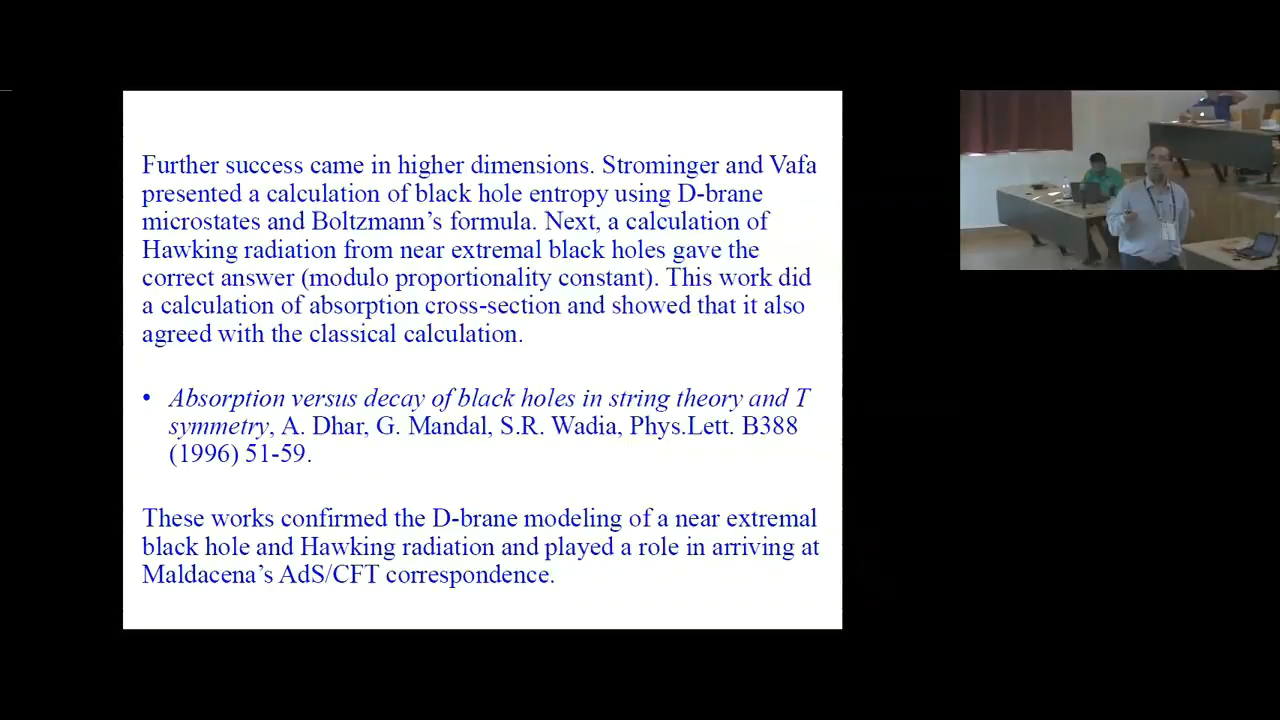 Further success came in higher dimensions. Strominger and Vafa
presented a calculation of black hole entropy using D-brane
microstates and Boltzmann’s formula. Next, a calculation of
Hawking radiation from near extremal black holes gave the
correct answer (modulo proportionality constant). This work did
a calculation of absorption cross-section and showed that it also
agreed with the classical calculation.
• Absorption versus decay of black holes in string theory and T
symmetry, A. Dhar, G. Mandal, S.R. Wadia, Phys.Lett. B388
(1996) 51-59.
These works confirmed the D-brane modeling of a near extremal
black hole and Hawking radiation and played a role in arriving at
Maldacena’s AdS/CFT correspondence.